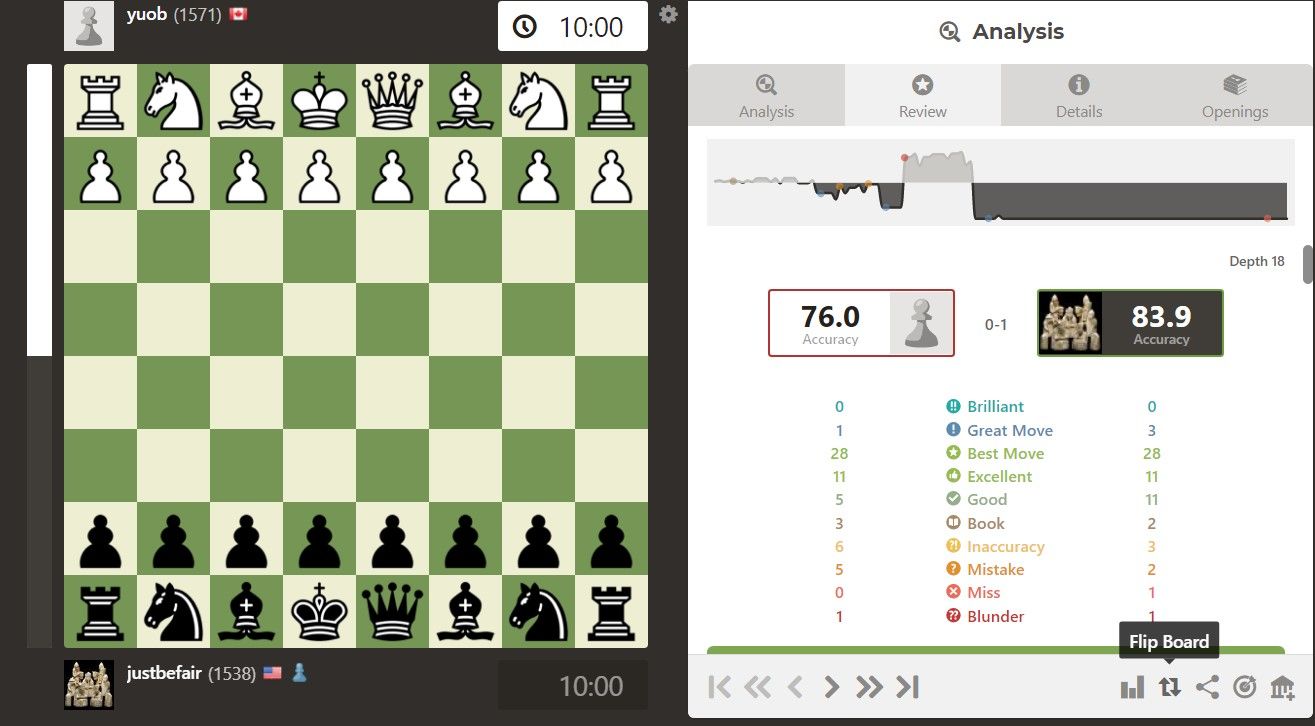 yuob (1571)
10:00
Analysis
Analysis
Review
Details
Openings
Depth 18
76.0
Accuracy
0-1
83.9
Accuracy
0 !! Brilliant 0
1 ! Great Move 3
28 Best Move 28
11 Excellent 11
5 Good 11
3 Book 2
6 ?! Inaccuracy 3
5 ? Mistake 2
0 Miss 1
1 ?? Blunder 1
Flip Board
justbefair (1538)
10:00